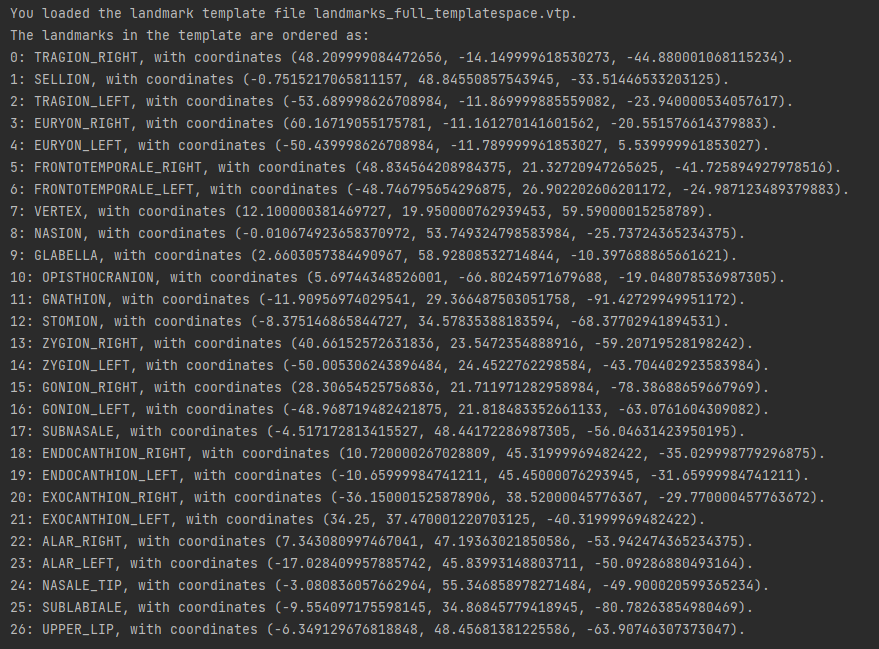 You loaded the landmark template file landmarks_full_templatespace.vtp.
The landmarks in the template are ordered as:
0: TRAGION_RIGHT, with coordinates (48.209999084472656, -14.149999618530273, -44.880001068115234).
1: SELLION, with coordinates (-0.7515217065811157, 48.84550857543945, -33.51446533203125).
2: TRAGION_LEFT, with coordinates (-53.689998626708984, -11.869999885559082, -23.940000534057617).
3: EURYON_RIGHT, with coordinates (60.16719055175781, -11.161270141601562, -20.551576614379883).
4: EURYON_LEFT, with coordinates (-50.439998626708984, -11.789999961853027, 5.539999961853027).
5: FRONTOTEMPORALE_RIGHT, with coordinates (48.834564208984375, 21.32720947265625, -41.725894927978516).
6: FRONTOTEMPORALE_LEFT, with coordinates (-48.746795654296875, 26.902202606201172, -24.987123489379883).
7: VERTEX, with coordinates (12.100000381469727, 19.950000762939453, 59.59000015258789).
8: NASION, with coordinates (-0.010674923658370972, 53.749324798583984, -25.73724365234375).
9: GLABELLA, with coordinates (2.6603057384490967, 58.92808532714844, -10.397688865661621).
10: OPISTHOCRANION, with coordinates (5.69744348526001, -66.80245971679688, -19.048078536987305).
11: GNATHION, with coordinates (-11.90956974029541, 29.366487503051758, -91.42729949951172).
12: STOMION, with coordinates (-8.375146865844727, 34.57835388183594, -68.37702941894531).
13: ZYGION_RIGHT, with coordinates (40.66152572631836, 23.5472354888916, -59.20719528198242).
14: ZYGION_LEFT, with coordinates (-50.005306243896484, 24.4522762298584, -43.704402923583984).
15: GONION_RIGHT, with coordinates (28.30654525756836, 21.711971282958984, -78.38688659667969).
16: GONION_LEFT, with coordinates (-48.968719482421875, 21.818483352661133, -63.0761604309082).
17: SUBNASALE, with coordinates (-4.517172813415527, 48.44172286987305, -56.04631423950195).
18: ENDOCANTHION_RIGHT, with coordinates (10.720000267028809, 45.31999969482422, -35.029998779296875).
19: ENDOCANTHION_LEFT, with coordinates (-10.65999984741211, 45.45000076293945, -31.65999984741211).
20: EXOCANTHION_RIGHT, with coordinates (-36.150001525878906, 38.52000045776367, -29.770000457763672).
21: EXOCANTHION_LEFT, with coordinates (34.25, 37.470001220703125, -40.31999969482422).
22: ALAR_RIGHT, with coordinates (7.343080997467041, 47.19363021850586, -53.942474365234375).
23: ALAR_LEFT, with coordinates (-17.028409957885742, 45.83993148803711, -50.09286880493164).
24: NASALE_TIP, with coordinates (-3.080836057662964, 55.346858978271484, -49.900020599365234).
25: SUBLABIALE, with coordinates (-9.554097175598145, 34.86845779418945, -80.78263854980469).
26: UPPER_LIP, with coordinates (-6.349129676818848, 48.45681381225586, -63.90746307373047).